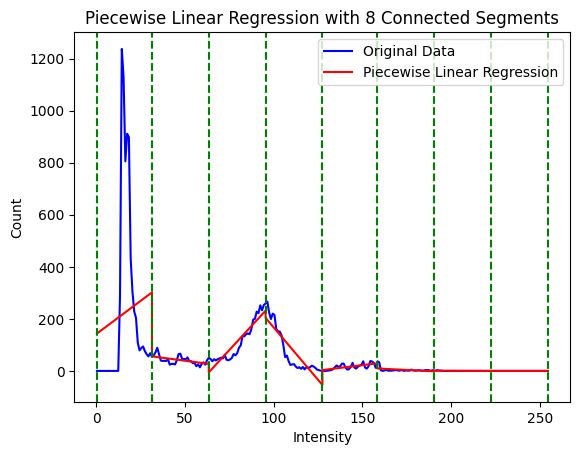 Piecewise Linear Regression with 8 Connected Segments
Original Data
Piecewise Linear Regression
1200
1000
800
600
400
200
0
Count
0 50 100 150 200 250
Intensity